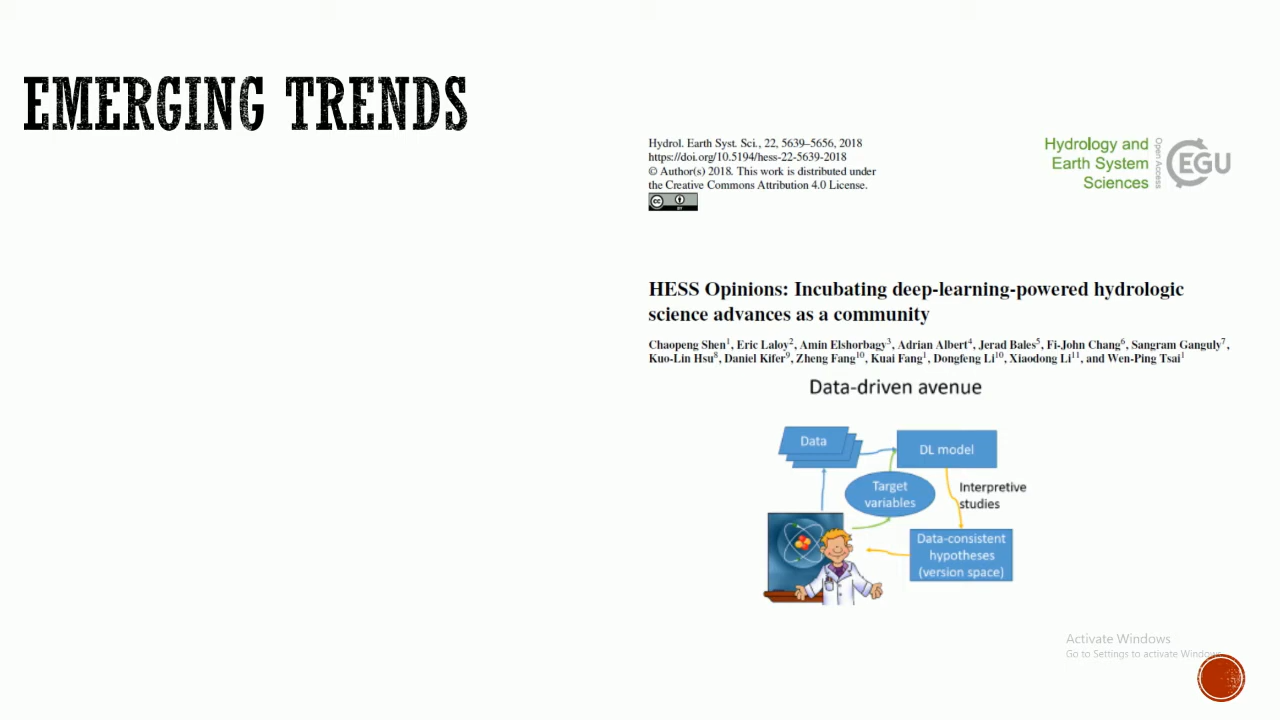 EMERGING TRENDS
Hydrol. Earth Syst. Sci., 22, 5639–5656, 2018
https://doi.org/10.5194/hess-22-5639-2018
© Author(s) 2018. This work is distributed under
the Creative Commons Attribution 4.0 License.
cc
BY
Hydrology and
Earth System
Sciences
Open Access
EGU
HESS Opinions: Incubating deep-learning-powered hydrologic
science advances as a community
Chaopeng Shen1, Eric Laloy2, Amin Elshorbagy3, Adrian Albert4, Jerad Bales5, Fi-John Chang6, Sangram Ganguly7,
Kuo-Lin Hsu8, Daniel Kifer9, Zheng Fang10, Kuai Fang1, Dongfeng Li10, Xiaodong Li11, and Wen-Ping Tsai1
Data-driven avenue
Data
DL model
Target
variables
Interpretive
studies
Data-consistent
hypotheses
(version space)
Activate Windows
Go to Settings to activate Windows.